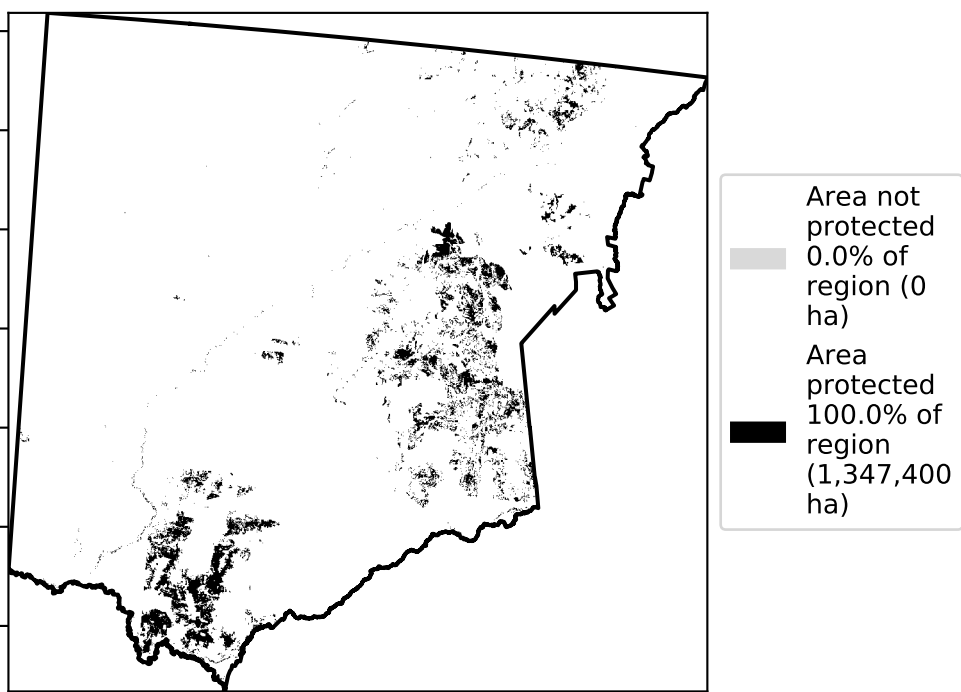 Area not
protected
0.0% of
region (0
ha)
Area
protected
100.0% of
region
(1,347,400
ha)